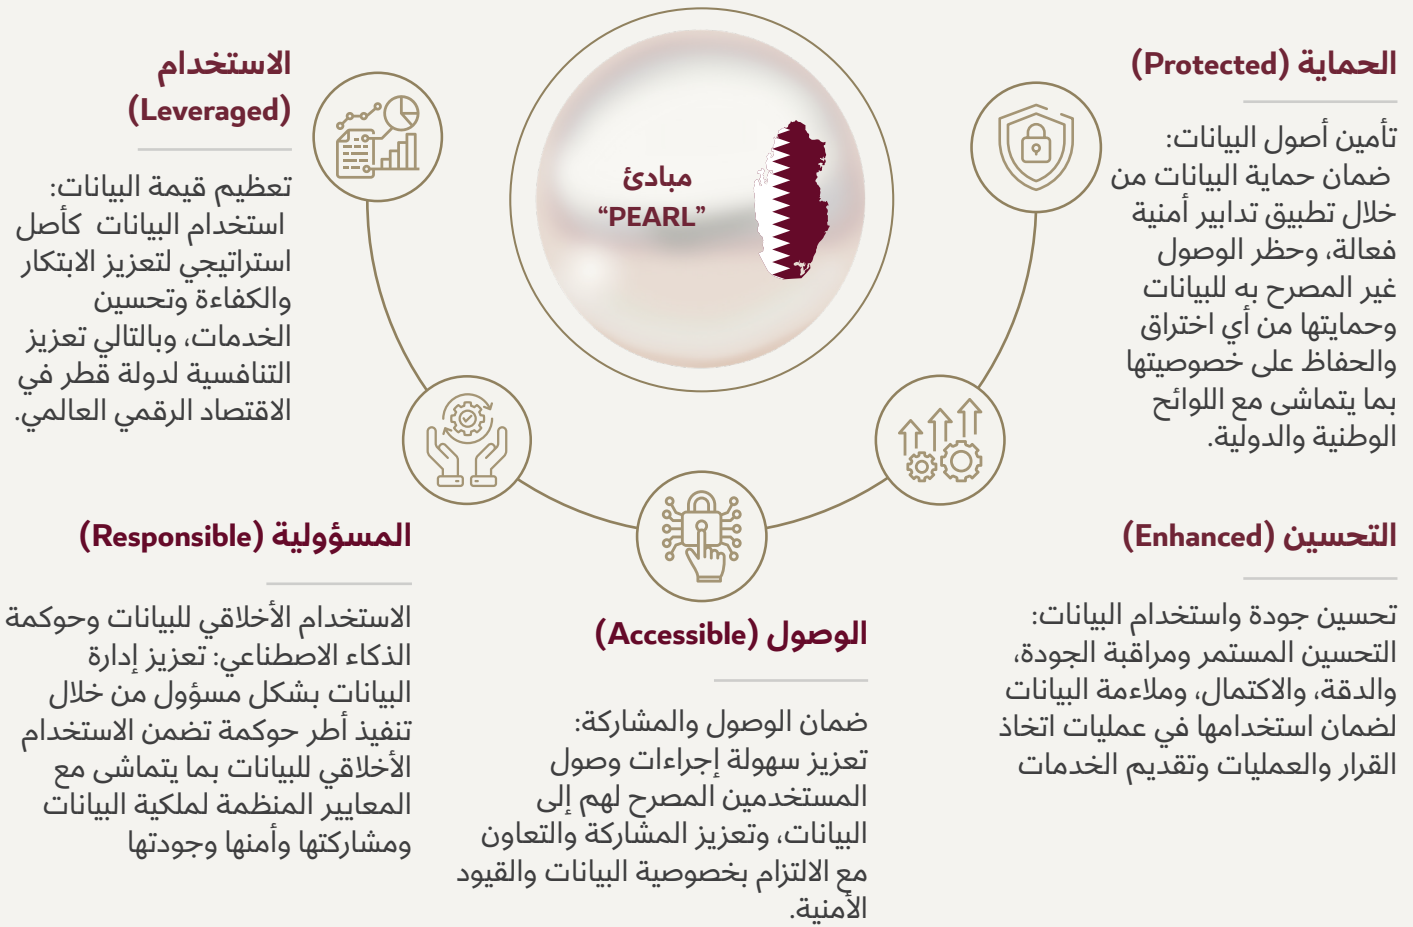 مبادئ
“PEARL”
الحماية (Protected)
تأمين أصول البيانات:
ضمان حماية البيانات من
خلال تطبيق تدابير أمنية
فعالة، وحظر الوصول
غير المصرح به للبيانات
وحمايتها من أي اختراق
والحفاظ على خصوصيتها
بما يتماشى مع اللوائح
الوطنية والدولية.
التحسين (Enhanced)
تحسين جودة واستخدام البيانات:
التحسين المستمر ومراقبة الجودة،
والدقة، والاكتمال، وملاءمة البيانات
لضمان استخدامها في عمليات اتخاذ
القرار والعمليات وتقديم الخدمات
الوصول (Accessible)
ضمان الوصول والمشاركة:
تعزيز سهولة إجراءات وصول
المستخدمين المصرح لهم إلى
البيانات، وتعزيز المشاركة والتعاون
مع الالتزام بخصوصية البيانات والقيود
الأمنية.
المسؤولية (Responsible)
الاستخدام الأخلاقي للبيانات وحوكمة
الذكاء الاصطناعي: تعزيز إدارة
البيانات بشكل مسؤول من خلال
تنفيذ أطر حوكمة تضمن الاستخدام
الأخلاقي للبيانات بما يتماشى مع
المعايير المنظمة لملكية البيانات
ومشاركتها وأمنها وجودتها
الاستخدام
(Leveraged)
تعظيم قيمة البيانات:
استخدام البيانات كأصل
استراتيجي لتعزيز الابتكار
والكفاءة وتحسين
الخدمات، وبالتالي تعزيز
التنافسية لدولة قطر في
الاقتصاد الرقمي العالمي.